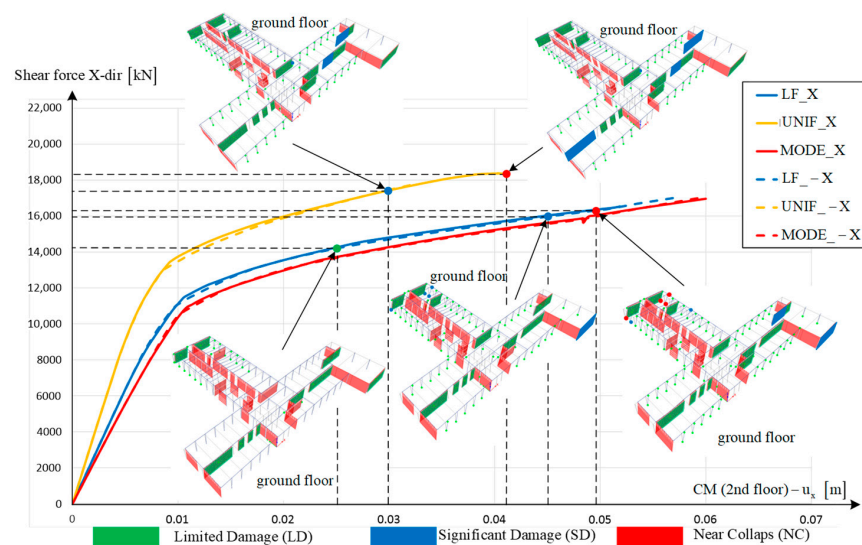 ground floor
ground floor
Shear force X-dir [kN]
22,000
20,000
18,000
16,000
14,000
12,000
10,000
8000
6000
4000
2000
0
LF_X
UNIF_X
MODE_X
LF_−X
UNIF_-X
MODE_-X
ground floor
ground floor
ground floor
CM (2nd floor) – uₓ [m]
0
0.01
0.02
0.03
0.04
0.05
0.06
Limited Damage (LD)
Significant Damage (SD)
Near Collaps (NC)